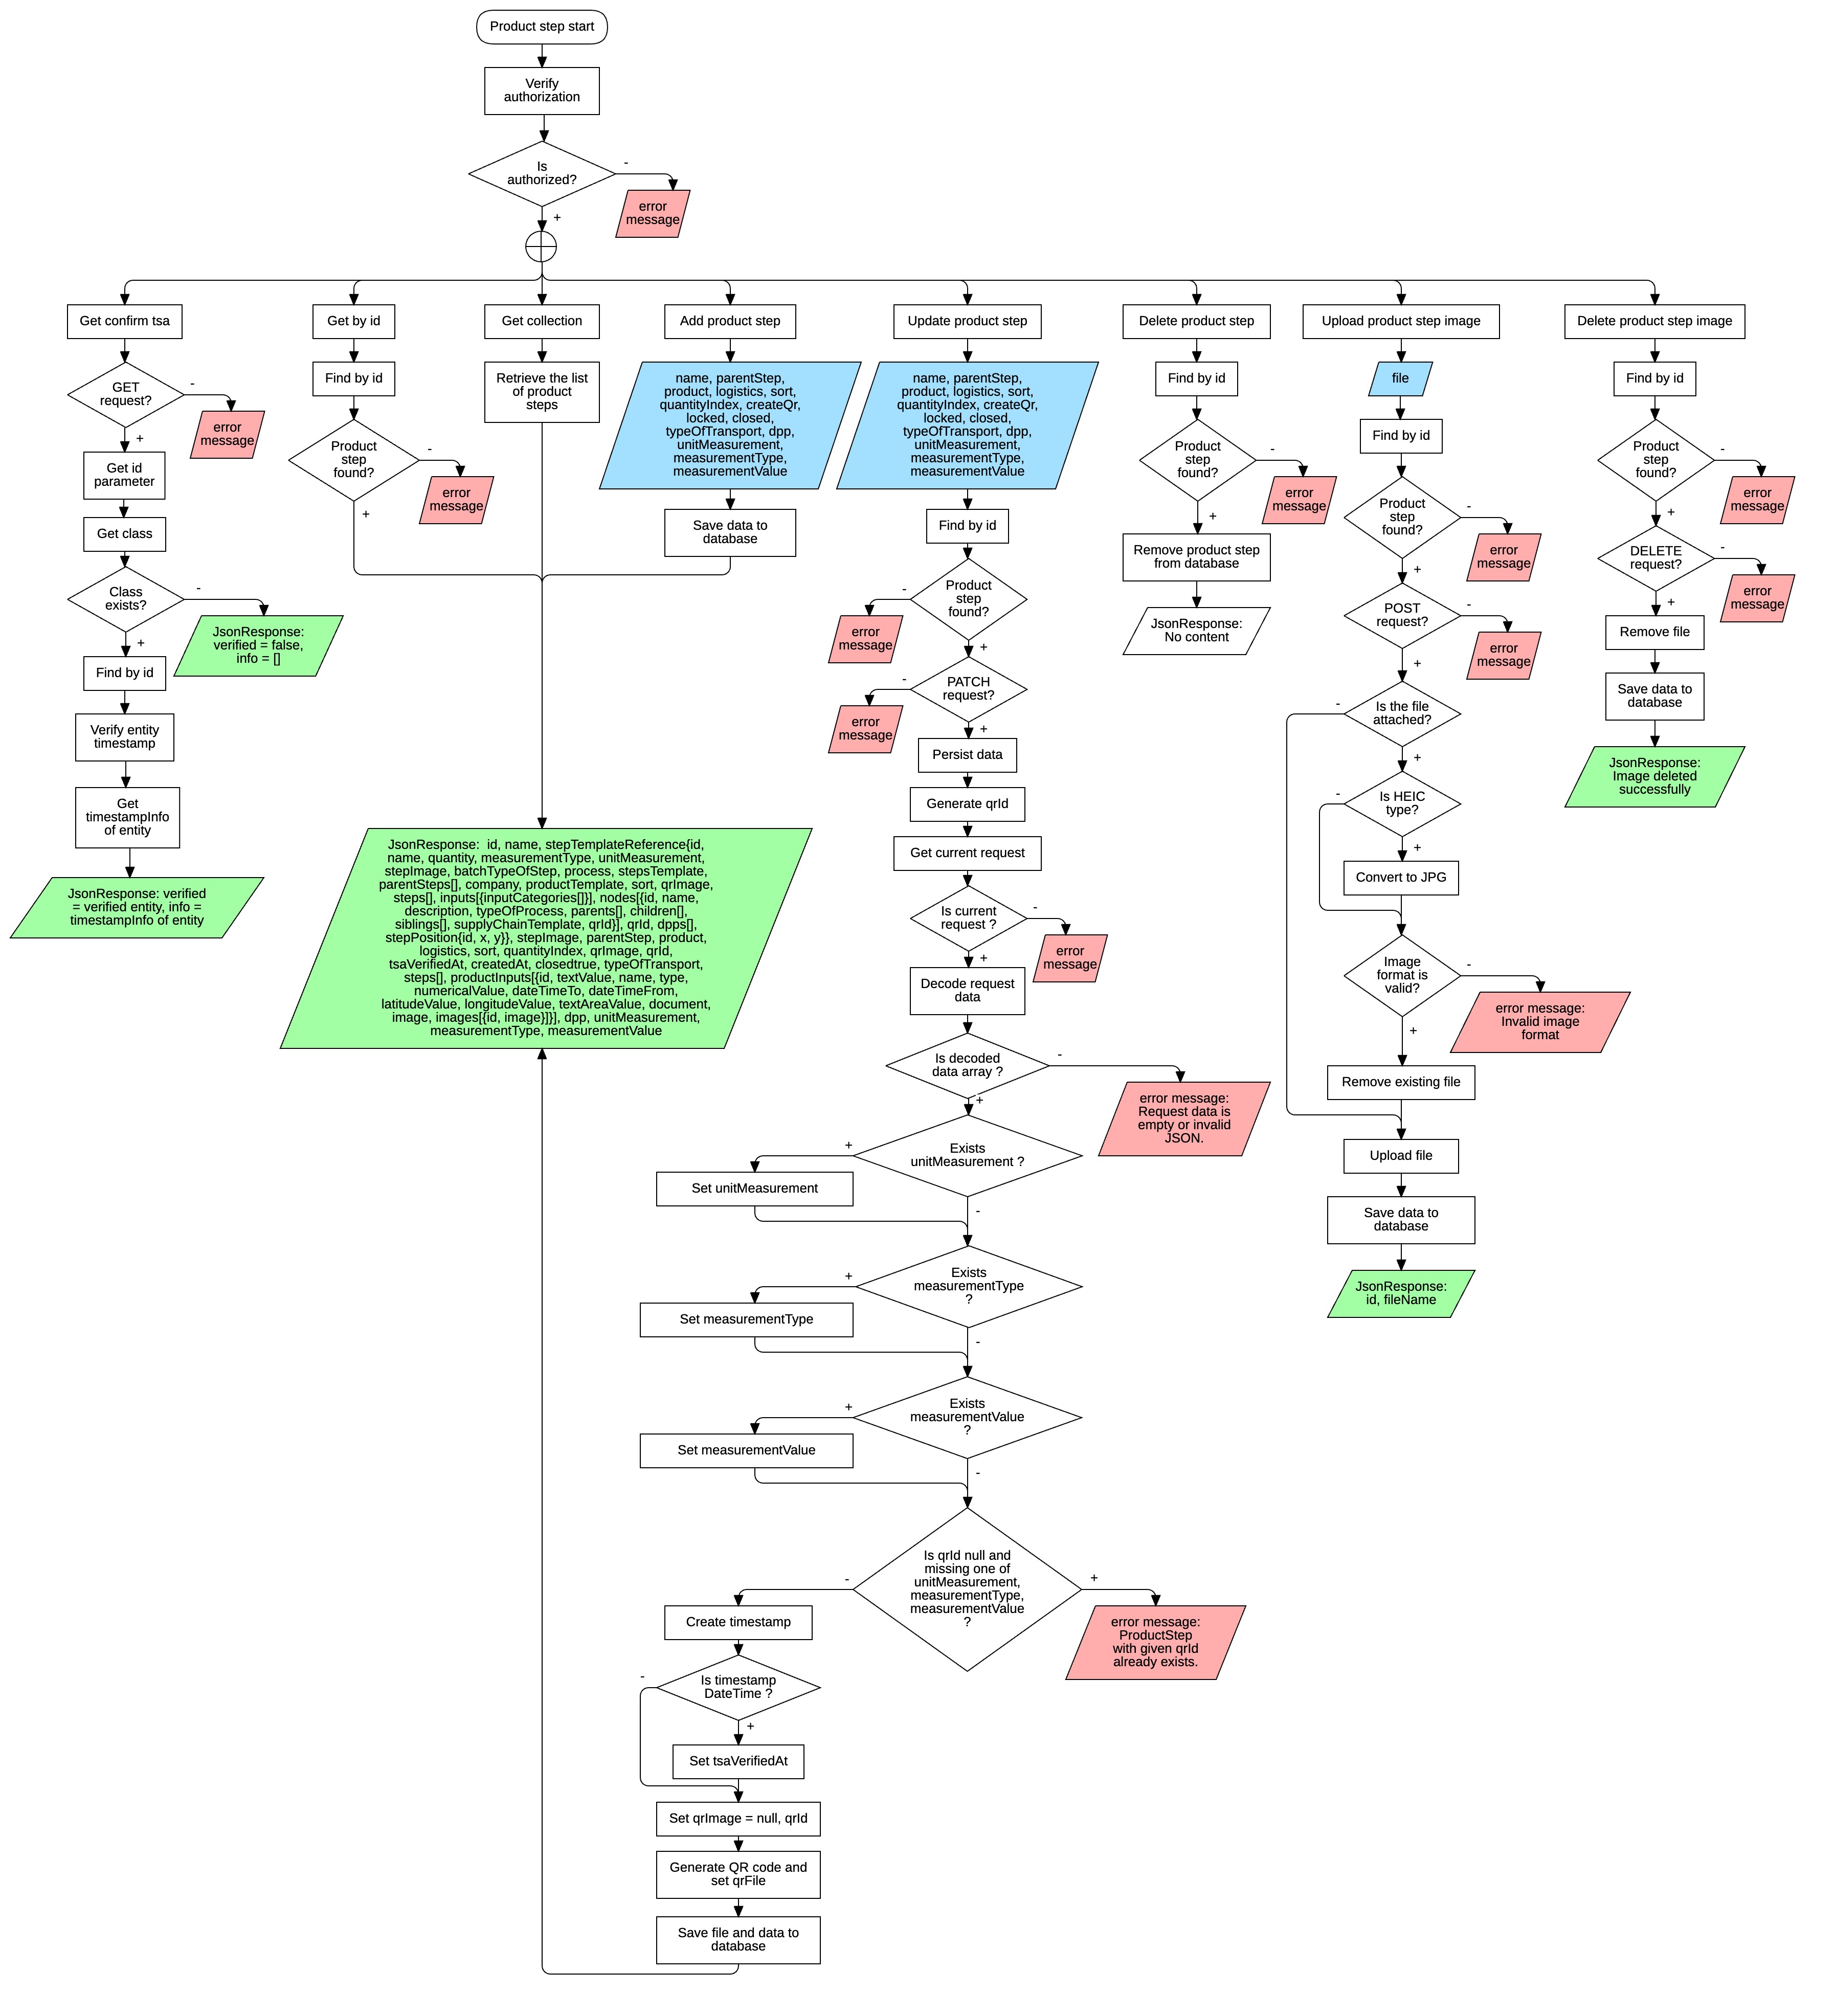 Product step start
Verify
authorization
Is
authorized?
-
error
message
+
Get confirm tsa
GET
request?
-
error
message
+
Get id
parameter
Get class
Class
exists?
-
JsonResponse:
verified = false,
info = []
+
Find by id
Verify entity
timestamp
Get
timestampInfo
of entity
JsonResponse: verified
= verified entity, info =
timestampInfo of entity
Get by id
Find by id
Product
step
found?
-
error
message
+
Get collection
Retrieve the list
of product
steps
Add product step
name, parentStep,
product, logistics, sort,
quantityIndex, createQr,
locked, closed,
typeOfTransport, dpp,
unitMeasurement,
measurementType,
measurementValue
Save data to
database
JsonResponse:  id, name, stepTemplateReference{id,
name, quantity, measurementType, unitMeasurement,
stepImage, batchTypeOfStep, process, stepsTemplate,
parentSteps[], company, productTemplate, sort, qrImage,
steps[], inputs[{inputCategories[]}], nodes[{id, name,
description, typeOfProcess, parents[], children[],
siblings[], supplyChainTemplate, qrId}], qrId, dpps[],
stepPosition{id, x, y}}, stepImage, parentStep, product,
logistics, sort, quantityIndex, qrImage, qrId,
tsaVerifiedAt, createdAt, closedtrue, typeOfTransport,
steps[], productInputs[{id, textValue, name, type,
numericalValue, dateTimeTo, dateTimeFrom,
latitudeValue, longitudeValue, textAreaValue, document,
image, images[{id, image}]}], dpp, unitMeasurement,
measurementType, measurementValue
Update product step
name, parentStep,
product, logistics, sort,
quantityIndex, createQr,
locked, closed,
typeOfTransport, dpp,
unitMeasurement,
measurementType,
measurementValue
Find by id
Product
step
found?
-
error
message
+
PATCH
request?
-
error
message
+
Persist data
Generate qrId
Get current request
Is current
request ?
-
error
message
+
Decode request
data
Is decoded
data array ?
-
error message:
Request data is
empty or invalid
JSON.
+
Exists
unitMeasurement ?
+
Set unitMeasurement
-
Exists
measurementType
?
+
Set measurementType
-
Exists
measurementValue
?
+
Set measurementValue
-
Is qrId null and
missing one of
unitMeasurement,
measurementType,
measurementValue
?
+
error message:
ProductStep
with given qrId
already exists.
-
Create timestamp
Is timestamp
DateTime ?
-
+
Set tsaVerifiedAt
Set qrImage = null, qrId
Generate QR code and
set qrFile
Save file and data to
database
Delete product step
Find by id
Product
step
found?
-
error
message
+
Remove product step
from database
JsonResponse:
No content
Upload product step image
file
Find by id
Product
step
found?
-
error
message
+
POST
request?
-
error
message
+
Is the file
attached?
-
+
Is HEIC
type?
-
+
Convert to JPG
Image
format is
valid?
-
error message:
Invalid image
format
+
Remove existing file
Upload file
Save data to
database
JsonResponse:
id, fileName
Delete product step image
Find by id
Product
step
found?
-
error
message
+
DELETE
request?
-
error
message
+
Remove file
Save data to
database
JsonResponse:
Image deleted
successfully